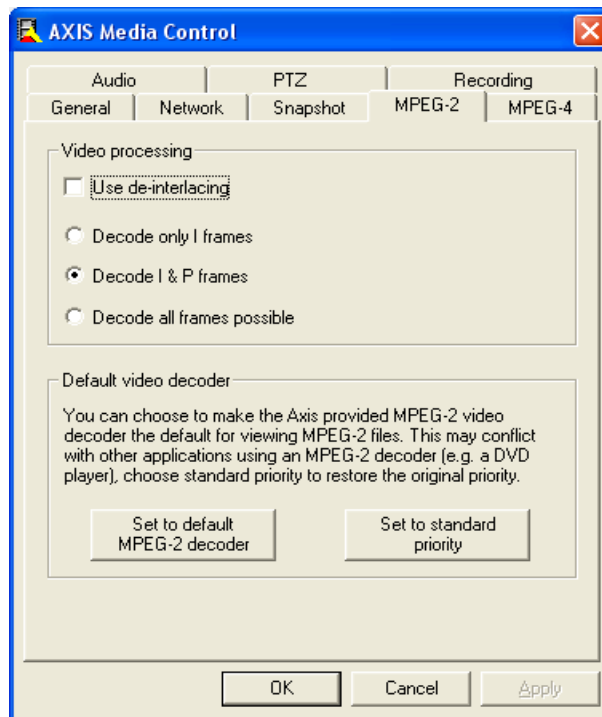 AXIS Media Control
Audio PTZ Recording
General Network Snapshot MPEG-2 MPEG-4
Video processing
Use de-interlacing
Decode only I frames
Decode I & P frames
Decode all frames possible
Default video decoder
You can choose to make the Axis provided MPEG-2 video
decoder the default for viewing MPEG-2 files. This may conflict
with other applications using an MPEG-2 decoder (e.g. a DVD
player), choose standard priority to restore the original priority.
Set to default
MPEG-2 decoder
Set to standard
priority
OK Cancel Apply